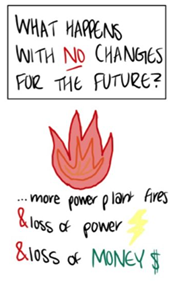 WHAT HAPPENS
WITH NO CHANGES
FOR THE FUTURE?
...more power plant fires
& loss of power
& loss of MONEY $